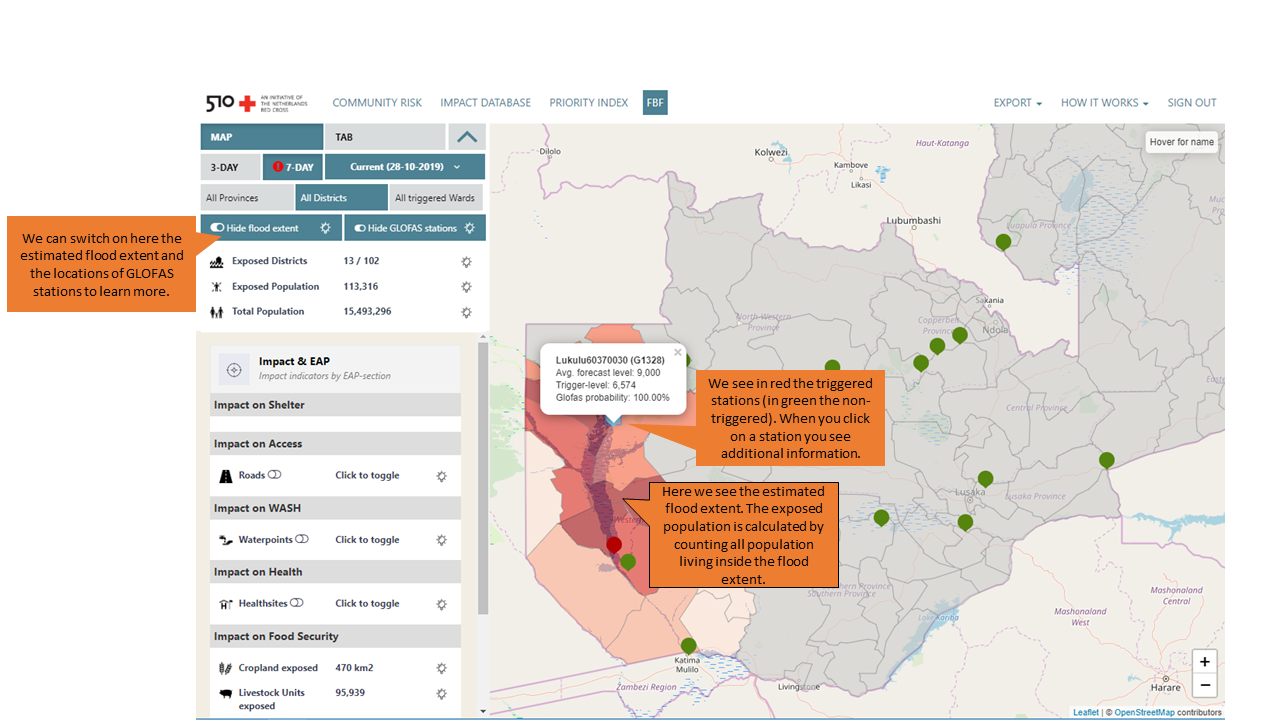 510
AN INITIATIVE OF
THE NETHERLANDS
RED CROSS
COMMUNITY RISK
IMPACT DATABASE
PRIORITY INDEX
FBF
EXPORT
HOW IT WORKS
SIGN OUT
MAP
TAB
3-DAY
7-DAY
Current (28-10-2019)
All Provinces
All Districts
All triggered Wards
Hide flood extent
Hide GLOFAS stations
We can switch on here the
estimated flood extent and
the locations of GLOFAS
stations to learn more.
Exposed Districts
13 / 102
Exposed Population
113,316
Total Population
15,493,296
Impact & EAP
Impact indicators by EAP-section
Impact on Shelter
Impact on Access
Roads
Click to toggle
Impact on WASH
Waterpoints
Click to toggle
Impact on Health
Healthsites
Click to toggle
Impact on Food Security
Cropland exposed
470 km2
Livestock Units
exposed
95,939
Hover for name
Dilolo
Kolwezi
Kambove
Likasi
Haut-Katanga
Lubumbashi
Luapula Province
Sakania
Copperbelt
Province
Ndola
North-Western
Province
Lukulu60370030 (G1328)
Avg. forecast level: 9,000
Trigger-level: 6,574
Glofas probability: 100.00%
We see in red the triggered
stations (in green the non-
triggered). When you click
on a station you see
additional information.
Central Province
Here we see the estimated
flood extent. The exposed
population is calculated by
counting all population
living inside the flood
extent.
Lusaka
Lusaka Province
Southern Province
Southern Province
Lake Kariba
Mashonaland
Central
Mashonaland
West
Katima
Mulilo
Zambezi Region
Livingstone
Harare
+
−
Leaflet | © OpenStreetMap contributors